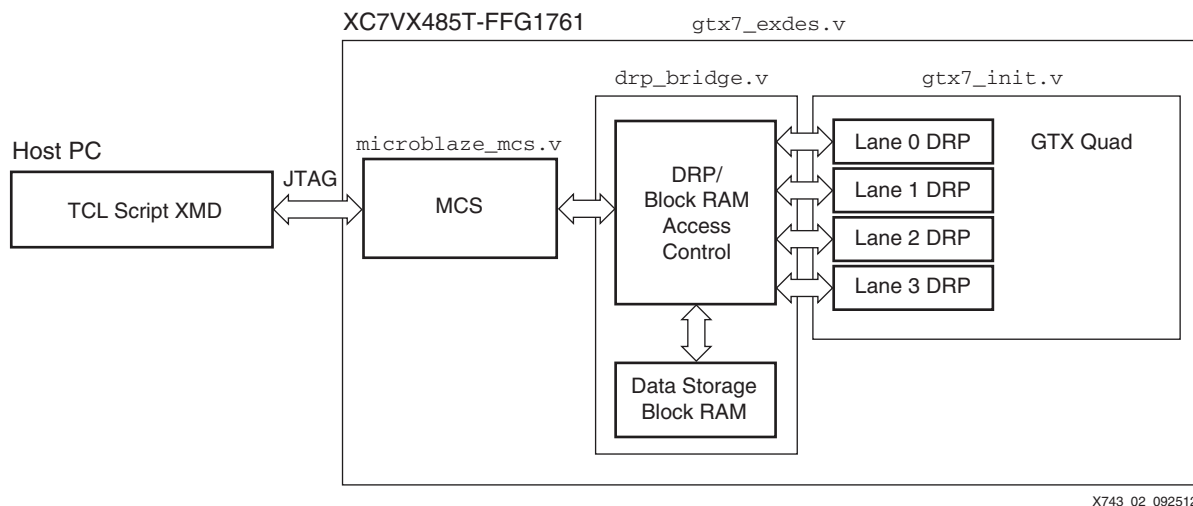 XC7VX485T-FFG1761
gtx7_exdes.v
drp_bridge.v
gtx7_init.v
Host PC
microblaze_mcs.v
TCL Script XMD
JTAG
MCS
DRP/
Block RAM
Access
Control
Lane 0 DRP
GTX Quad
Lane 1 DRP
Lane 2 DRP
Lane 3 DRP
Data Storage
Block RAM
X743_02_092512